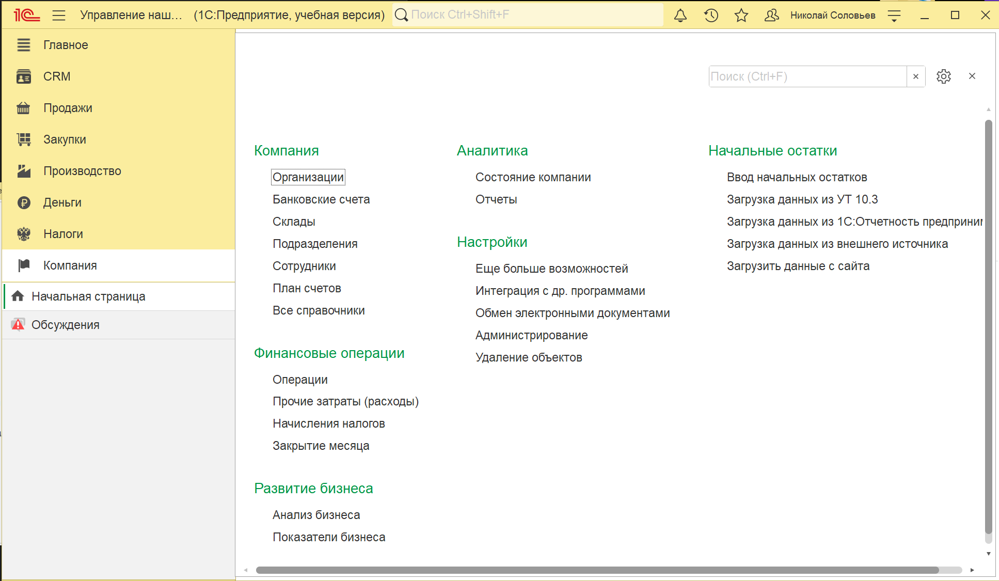 1С Управление наш... (1С:Предприятие, учебная версия) Поиск Ctrl+Shift+F Николай Соловьев
Главное
CRM
Продажи
Закупки
Производство
Деньги
Налоги
Компания
Начальная страница
Обсуждения
Поиск (Ctrl+F)
Компания
Организации
Банковские счета
Склады
Подразделения
Сотрудники
План счетов
Все справочники
Финансовые операции
Операции
Прочие затраты (расходы)
Начисления налогов
Закрытие месяца
Развитие бизнеса
Анализ бизнеса
Показатели бизнеса
Аналитика
Состояние компании
Отчеты
Настройки
Еще больше возможностей
Интеграция с др. программами
Обмен электронными документами
Администрирование
Удаление объектов
Начальные остатки
Ввод начальных остатков
Загрузка данных из УТ 10.3
Загрузка данных из 1С:Отчетность предприни
Загрузка данных из внешнего источника
Загрузить данные с сайта